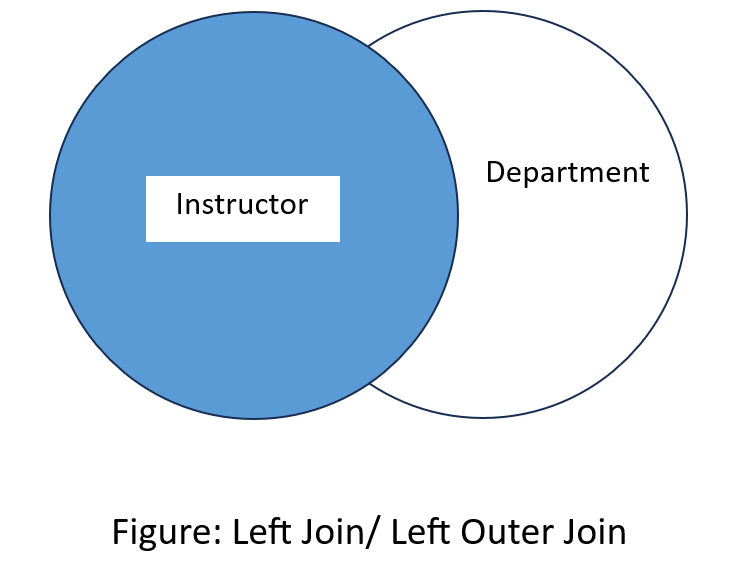 Department
Instructor
Figure: Left Join/ Left Outer Join